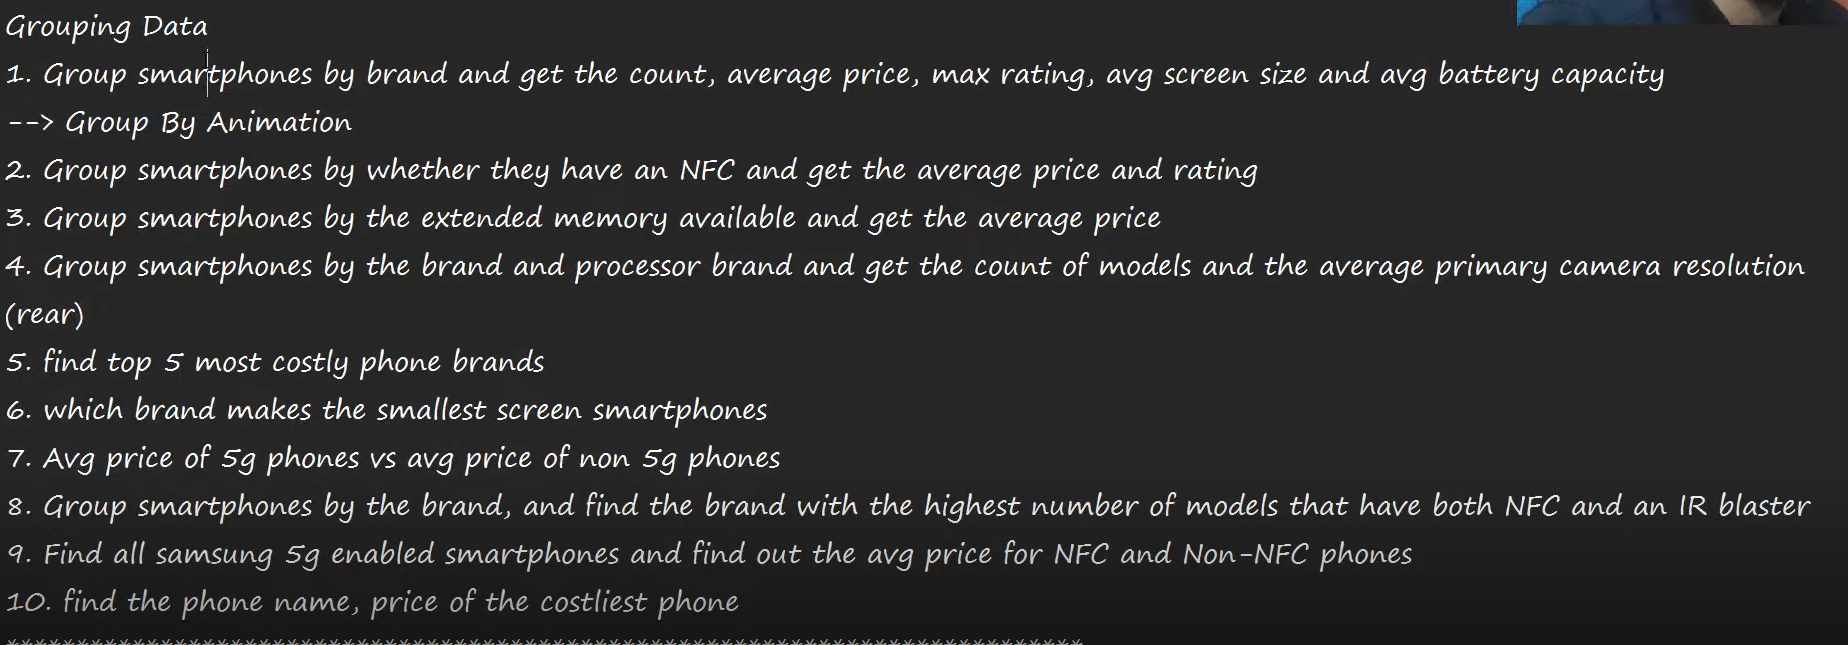 Grouping Data
1. Group smartphones by brand and get the count, average price, max rating, avg screen size and avg battery capacity
--> Group By Animation
2. Group smartphones by whether they have an NFC and get the average price and rating
3. Group smartphones by the extended memory available and get the average price
4. Group smartphones by the brand and processor brand and get the count of models and the average primary camera resolution
(rear)
5. find top 5 most costly phone brands
6. which brand makes the smallest screen smartphones
7. Avg price of 5g phones vs avg price of non 5g phones
8. Group smartphones by the brand, and find the brand with the highest number of models that have both NFC and an IR blaster
9. Find all samsung 5g enabled smartphones and find out the avg price for NFC and Non-NFC phones
10. find the phone name, price of the costliest phone